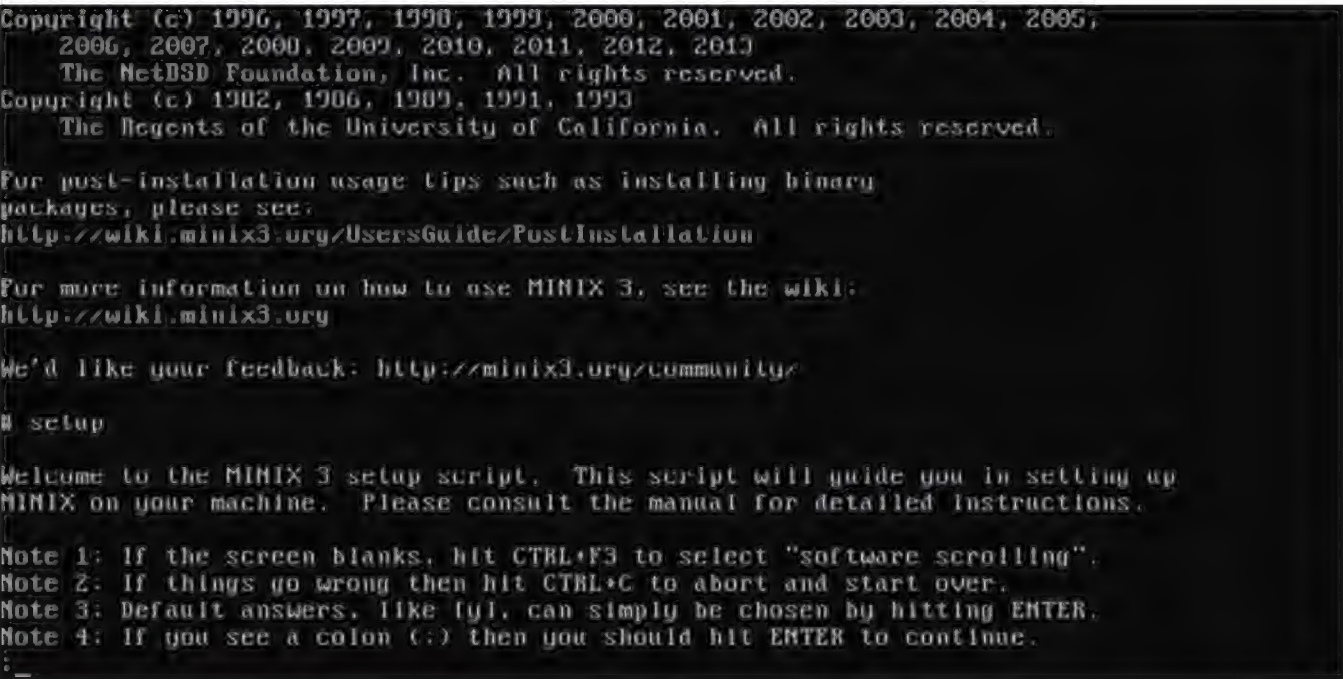 Copyright (c) 1996, 1997, 1998, 1999, 2000, 2001, 2002, 2003, 2004, 2005,
2006, 2007, 2008, 2009, 2010, 2011, 2012, 2013
The NetBSD Foundation, Inc. All rights reserved.
Copyright (c) 1982, 1986, 1989, 1991, 1993
The Regents of the University of California. All rights reserved.
For post-installation usage tips such as installing binary
packages, please see:
http://wiki.minix3.org/UsersGuide/PostInstallation
For more information on how to use MINIX 3, see the wiki:
http://wiki.minix3.org
We'd like your feedback: http://minix3.org/community/
# setup
Welcome to the MINIX 3 setup script. This script will guide you in setting up
MINIX on your machine. Please consult the manual for detailed instructions.
Note 1: If the screen blanks, hit CTRL+F3 to select "software scrolling".
Note 2: If things go wrong then hit CTRL+C to abort and start over.
Note 3: Default answers, like [y], can simply be chosen by hitting ENTER.
Note 4: If you see a colon (:) then you should hit ENTER to continue.
:_